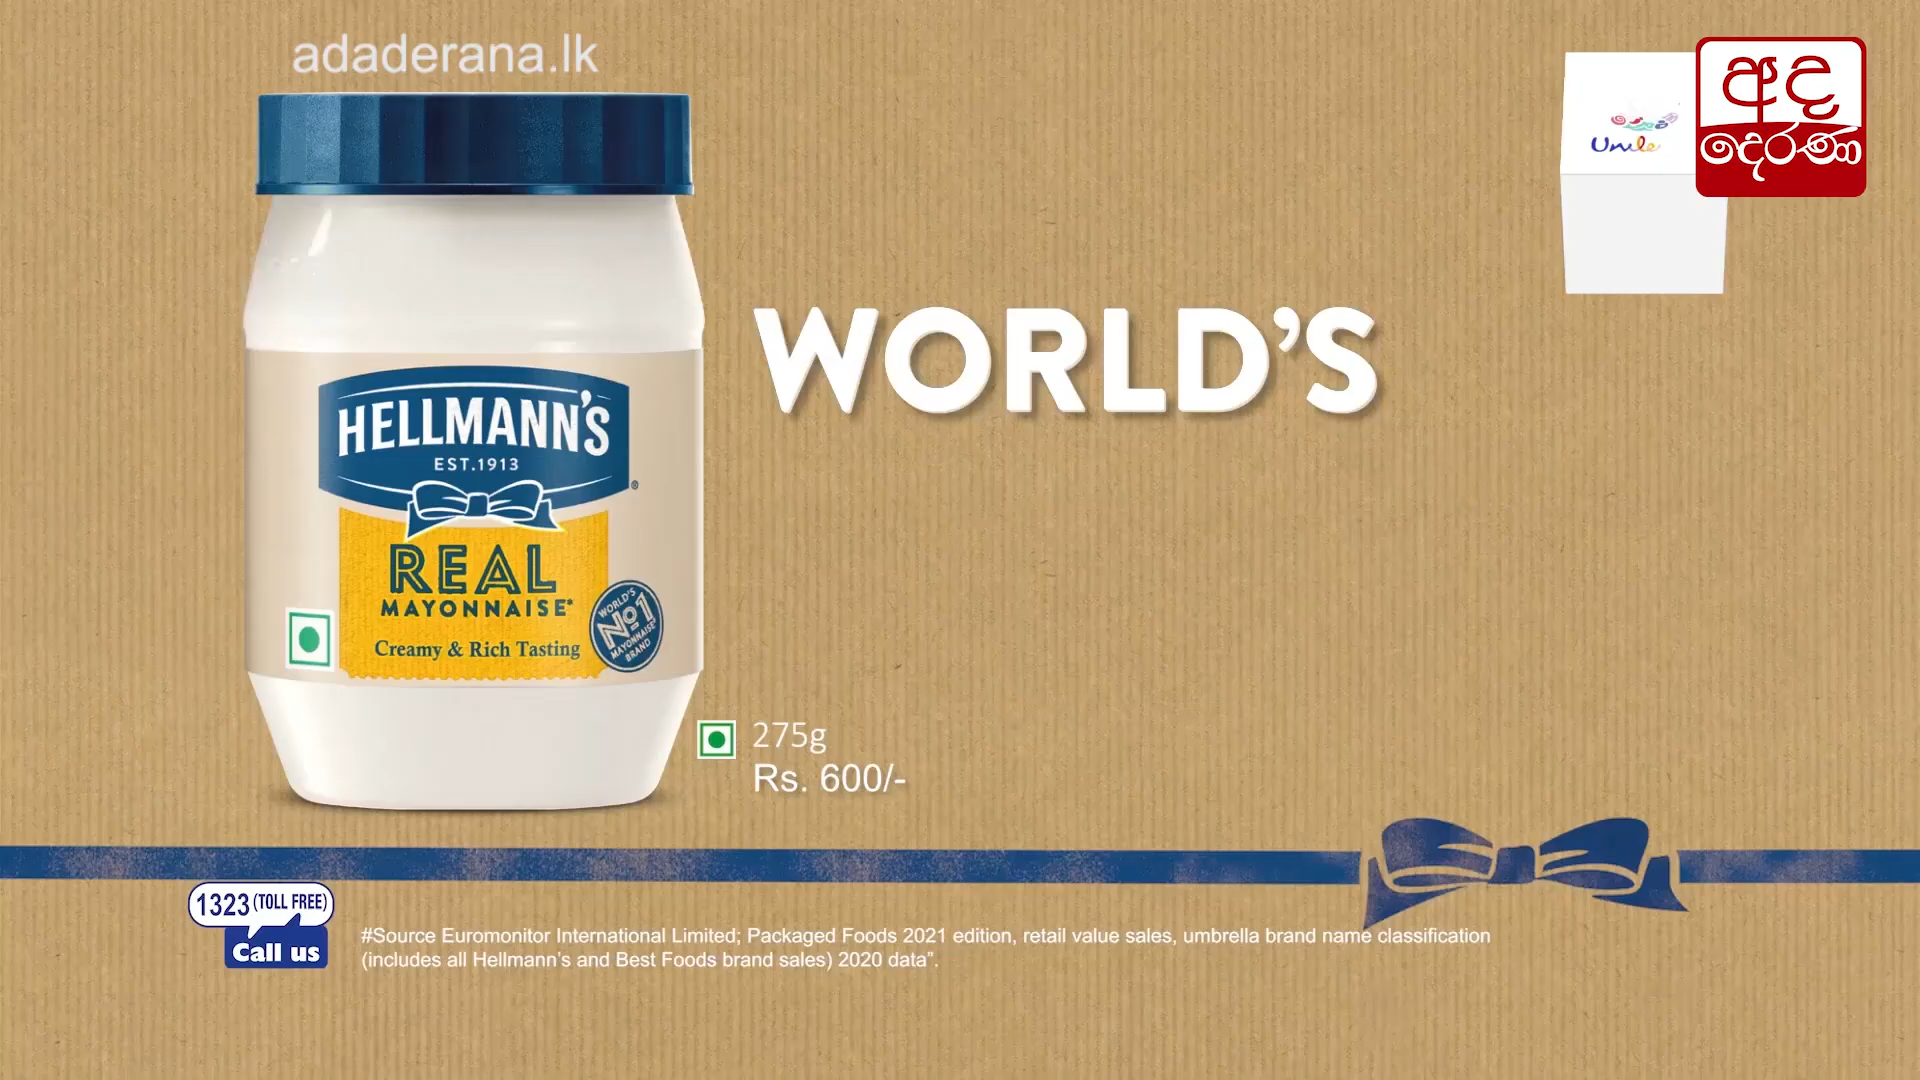 adaderana.lk
අද
දෙරණ
WORLD'S
HELLMANN'S
EST.1913
REAL
MAYONNAISE*
Creamy & Rich Tasting
WORLD'S
Nº1
MAYONNAISE
BRAND
275g
Rs. 600/-
1323 (TOLL FREE)
Call us
#Source Euromonitor International Limited; Packaged Foods 2021 edition, retail value sales, umbrella brand name classification
(includes all Hellmann's and Best Foods brand sales) 2020 data".